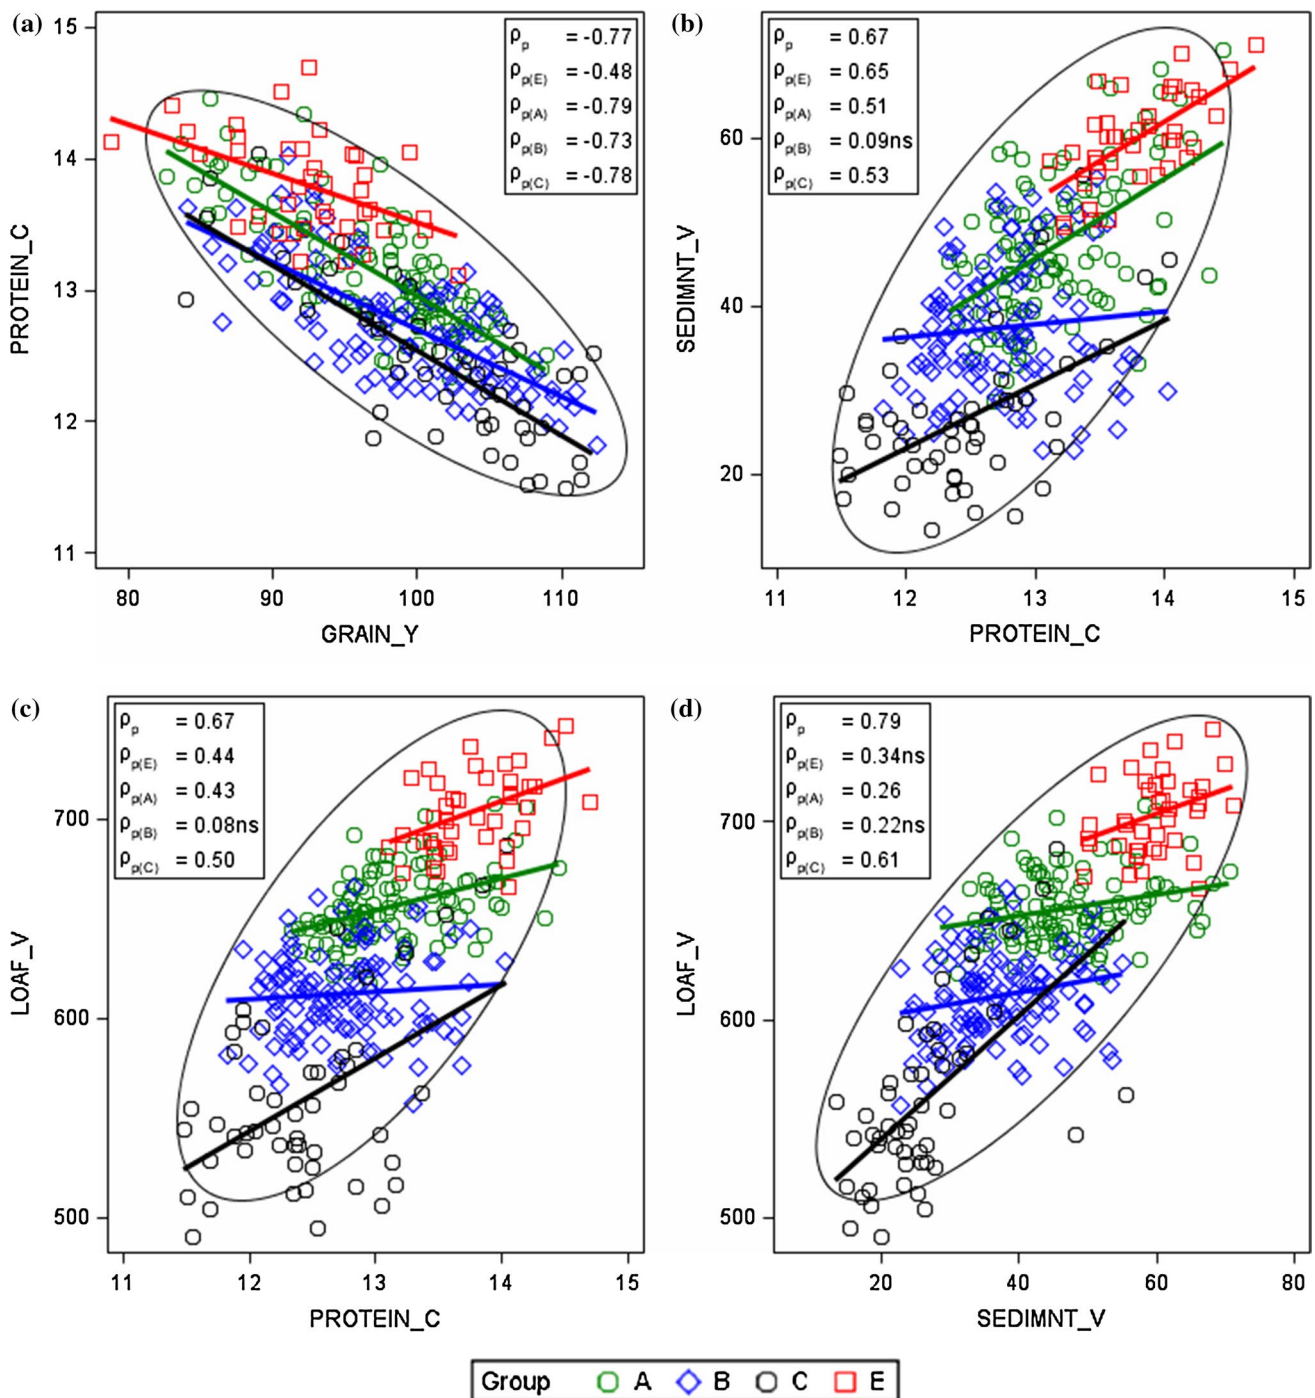 (a)
ρp = -0.77
ρp(E) = -0.48
ρp(A) = -0.79
ρp(B) = -0.73
ρp(C) = -0.78
15
14
13
12
11
PROTEIN_C
80 90 100 110
GRAIN_Y
(b)
ρp = 0.67
ρp(E) = 0.65
ρp(A) = 0.51
ρp(B) = 0.09ns
ρp(C) = 0.53
60
40
20
SEDIMNT_V
11 12 13 14 15
PROTEIN_C
(c)
ρp = 0.67
ρp(E) = 0.44
ρp(A) = 0.43
ρp(B) = 0.08ns
ρp(C) = 0.50
700
600
500
LOAF_V
11 12 13 14 15
PROTEIN_C
(d)
ρp = 0.79
ρp(E) = 0.34ns
ρp(A) = 0.26
ρp(B) = 0.22ns
ρp(C) = 0.61
700
600
500
LOAF_V
20 40 60 80
SEDIMNT_V
Group A B C E